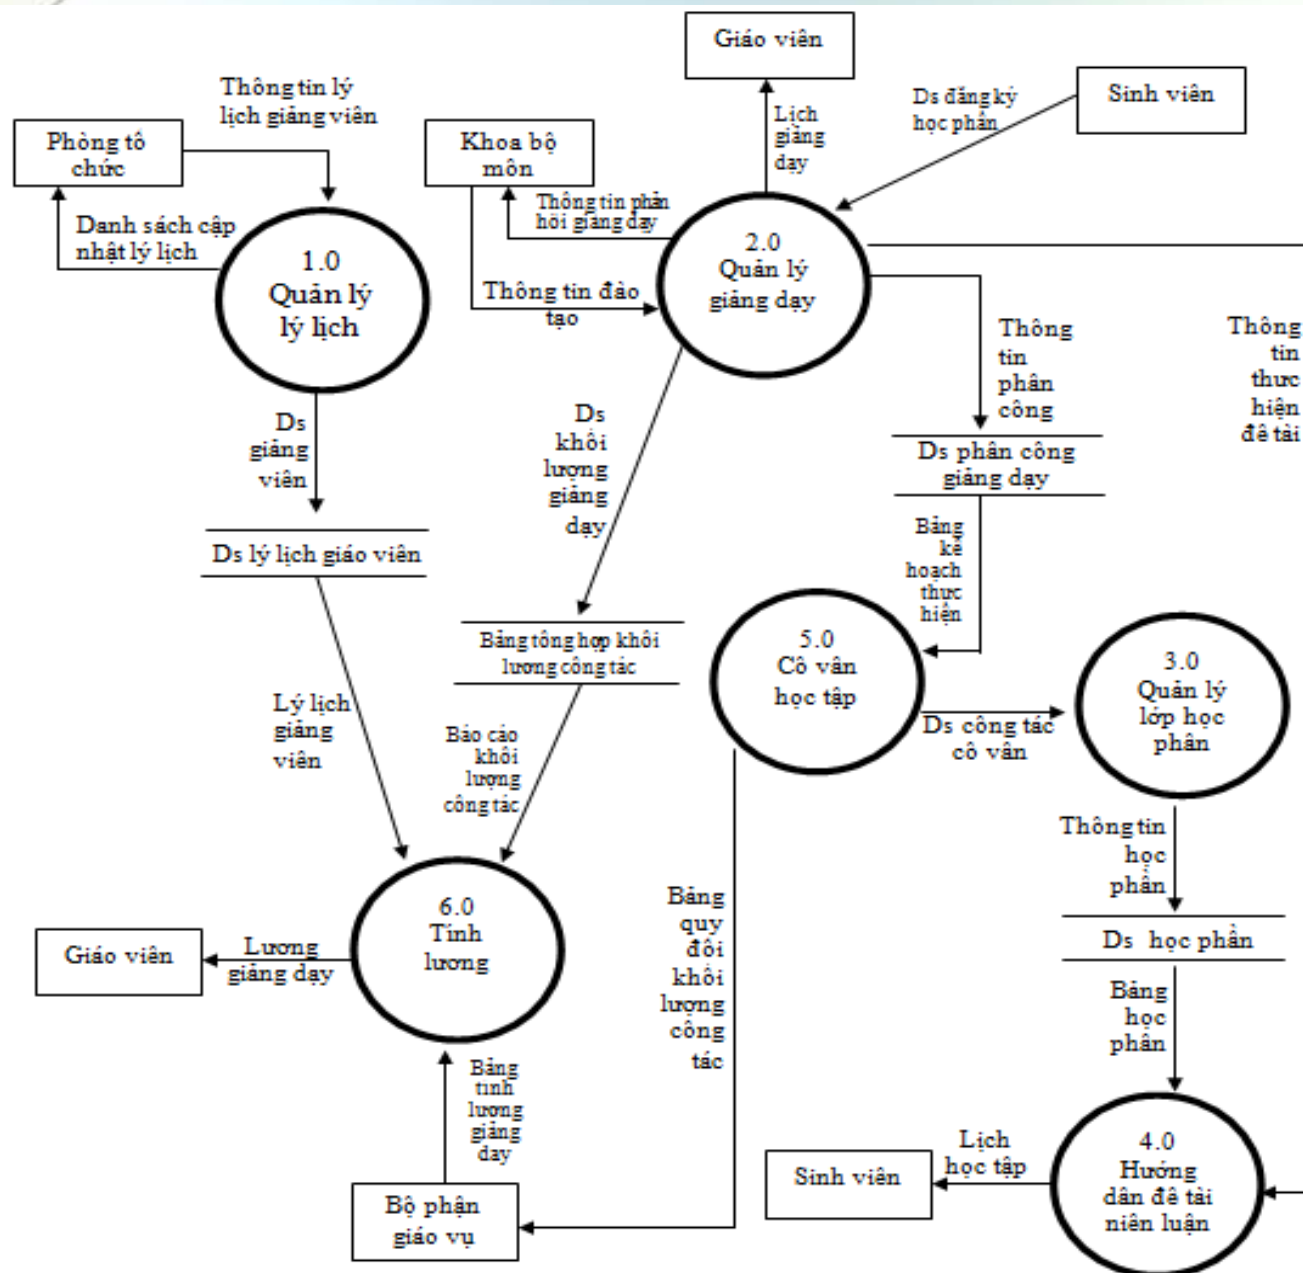 Giáo viên
Sinh viên
Ds đăng ký
học phần
Thông tin lý
lịch giảng viên
Phòng tổ
chức
Khoa bộ
môn
Lịch
giảng
dạy
Danh sách cập
nhật lý lịch
Thông tin phản
hồi giảng dạy
1.0
Quản lý
lý lịch
2.0
Quản lý
giảng dạy
Thông tin đào
tạo
Thông
tin
phân
công
Thông
tin
thưc
hiện
đề tài
Ds
giảng
viên
Ds
khối
lượng
giảng
dạy
Ds phân công
giảng dạy
Ds lý lịch giáo viên
Bảng
kế
hoạch
thưc
hiện
Bảng tổng hợp khối
lương công tác
5.0
Cố vấn
học tập
3.0
Quản lý
lớp học
phần
Lý lịch
giảng
viên
Báo cáo
khối
lượng
công tác
Ds công tác
cố vấn
Thông tin
học
phần
6.0
Tính
lương
Bảng
quy
đổi
khối
lượng
công
tác
Giáo viên
Lương
giảng dạy
Ds học phần
Bảng
học
phần
Bảng
tính
lương
giảng
day
Bộ phận
giáo vụ
Sinh viên
Lịch
học tập
4.0
Hướng
dẫn đề tài
niên luận